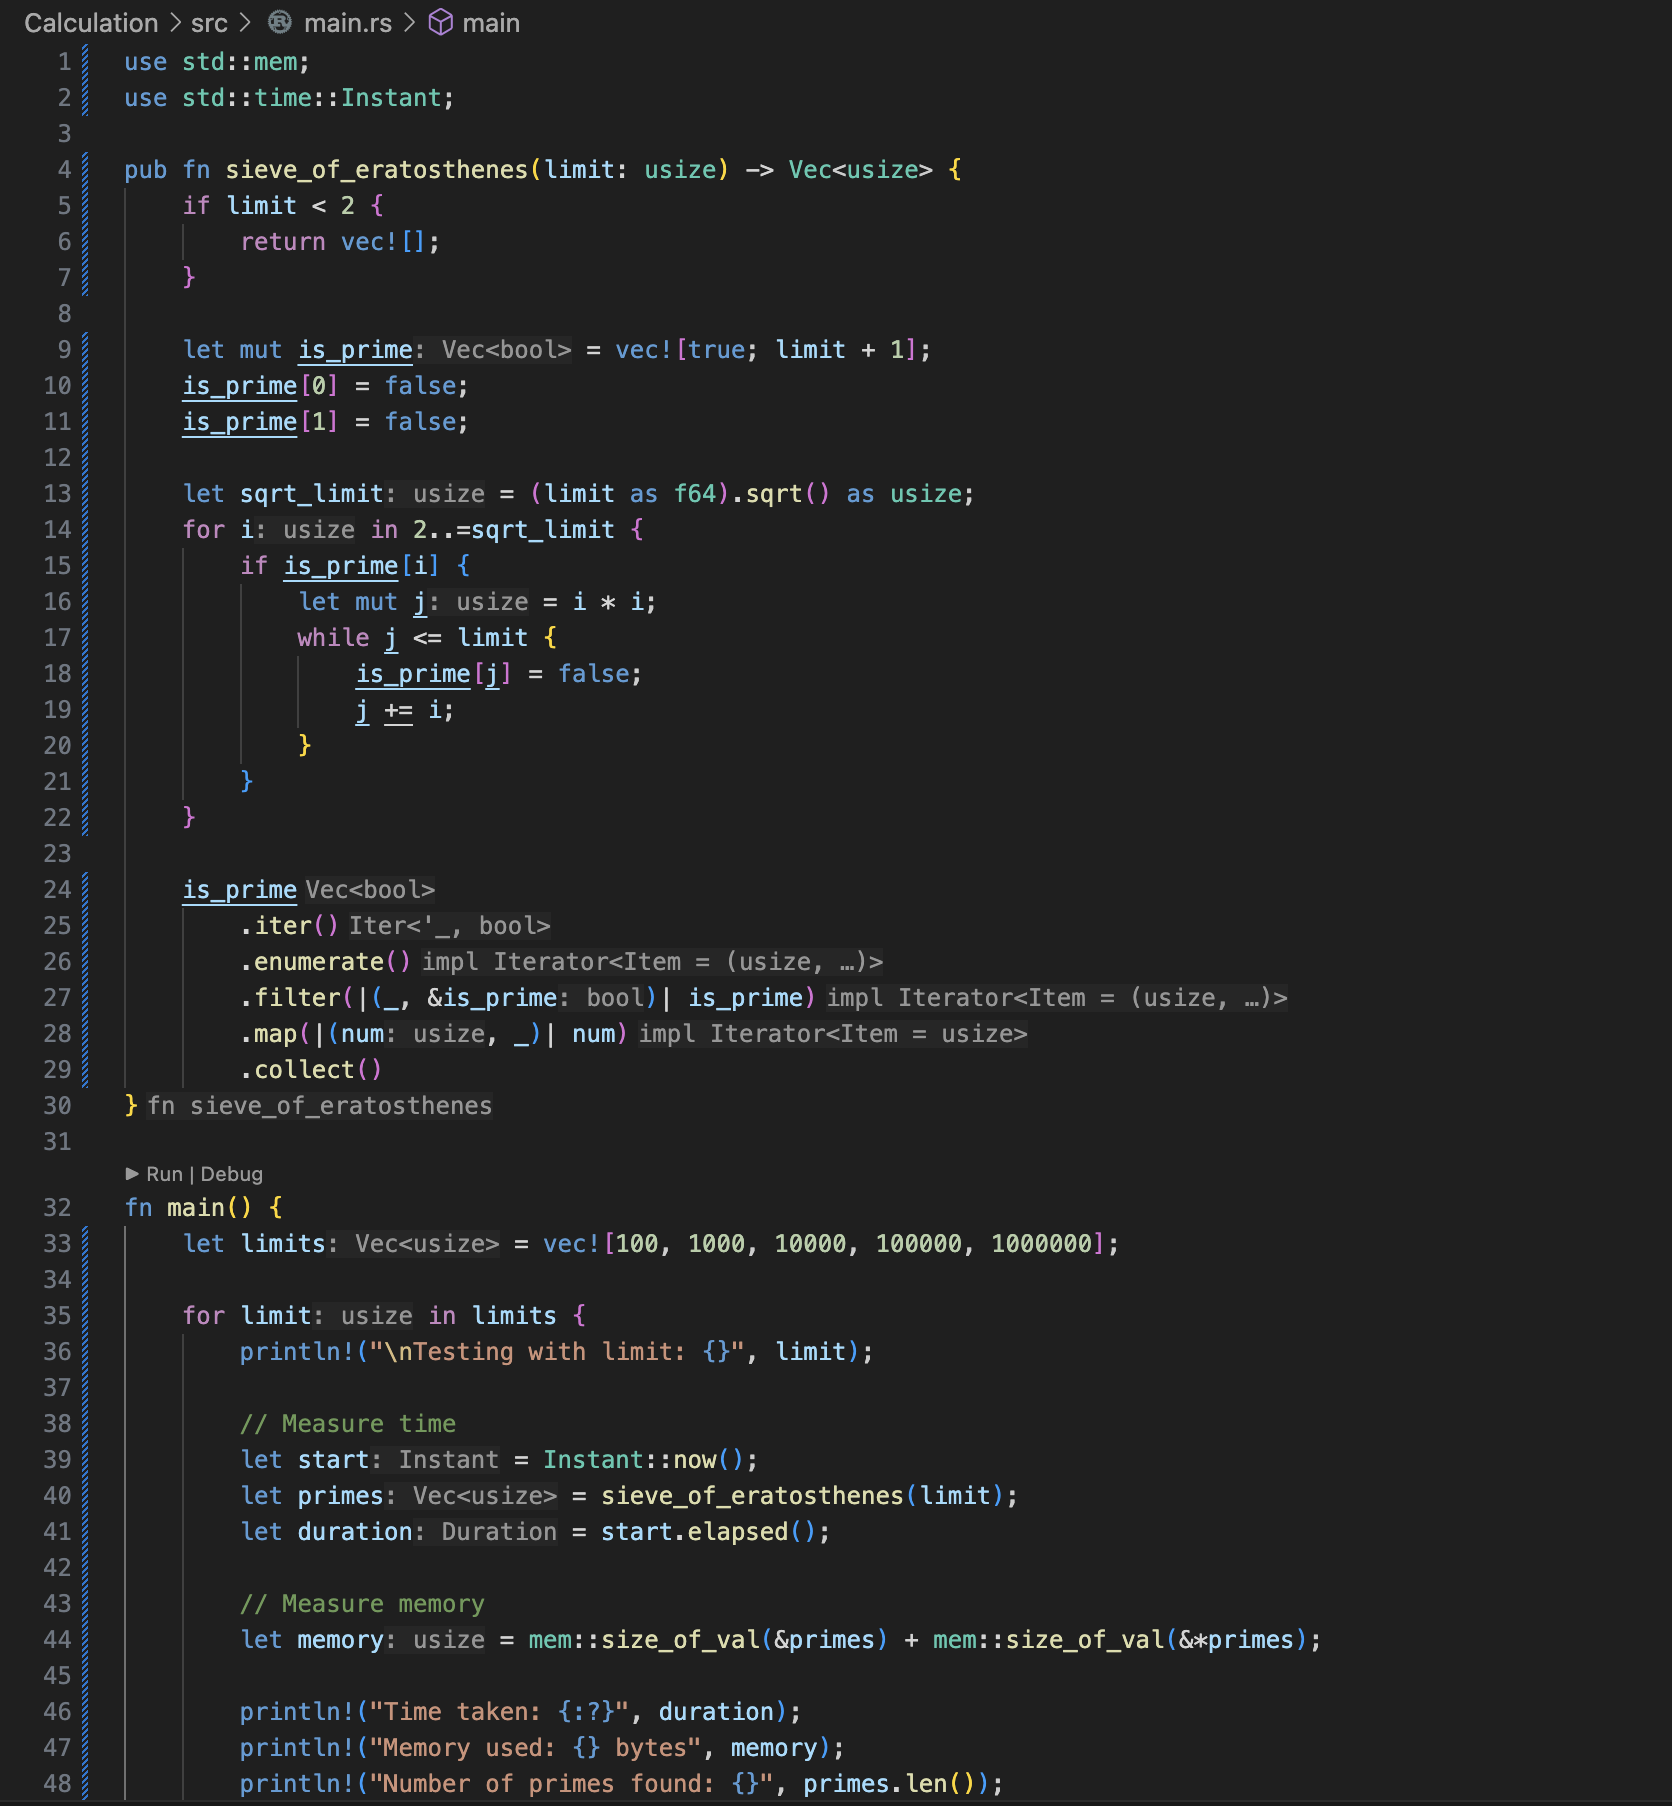 Calculation > src > main.rs > main
1 use std::mem;
2 use std::time::Instant;
3
4 pub fn sieve_of_eratosthenes(limit: usize) -> Vec<usize> {
5     if limit < 2 {
6         return vec![];
7     }
8
9     let mut is_prime: Vec<bool> = vec![true; limit + 1];
10     is_prime[0] = false;
11     is_prime[1] = false;
12
13     let sqrt_limit: usize = (limit as f64).sqrt() as usize;
14     for i: usize in 2..=sqrt_limit {
15         if is_prime[i] {
16             let mut j: usize = i * i;
17             while j <= limit {
18                 is_prime[j] = false;
19                 j += i;
20             }
21         }
22     }
23
24     is_prime Vec<bool>
25         .iter() Iter<'_, bool>
26         .enumerate() impl Iterator<Item = (usize, …)>
27         .filter(|(_, &is_prime: bool)| is_prime) impl Iterator<Item = (usize, …)>
28         .map(|(num: usize, _)| num) impl Iterator<Item = usize>
29         .collect()
30 } fn sieve_of_eratosthenes
31
▶ Run | Debug
32 fn main() {
33     let limits: Vec<usize> = vec![100, 1000, 10000, 100000, 1000000];
34
35     for limit: usize in limits {
36         println!("\nTesting with limit: {}", limit);
37
38         // Measure time
39         let start: Instant = Instant::now();
40         let primes: Vec<usize> = sieve_of_eratosthenes(limit);
41         let duration: Duration = start.elapsed();
42
43         // Measure memory
44         let memory: usize = mem::size_of_val(&primes) + mem::size_of_val(&*primes);
45
46         println!("Time taken: {:?}", duration);
47         println!("Memory used: {} bytes", memory);
48         println!("Number of primes found: {}", primes.len());